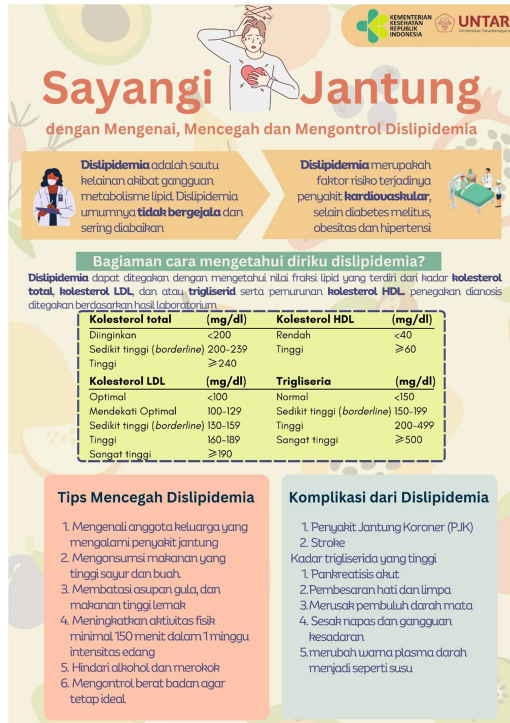 KEMENTERIAN
KESEHATAN
REPUBLIK
INDONESIA
UNTAR
Universitas Tarumanagara
Sayangi Jantung
dengan Mengenai, Mencegah dan Mengontrol Dislipidemia
Dislipidemia adalah sautu
kelainan akibat gangguan
metabolisme lipid. Dislipidemia
umumnya tidak bergejala dan
sering diabaikan
Dislipidemia merupakah
faktor risiko terjadinya
penyakit kardiovaskular,
selain diabetes melitus,
obesitas dan hipertensi
Bagiaman cara mengetahui diriku dislipidemia?
Dislipidemia dapat ditegakan dengan mengetahui nilai fraksi lipid yang terdiri dari kadar kolesterol
total, kolesterol LDL, dan atau trigliserid serta pemurunan kolesterol HDL. penegakan dianosis
ditegakan berdasarkan hasil laboratorium
Kolesterol total (mg/dl)
Diinginkan <200
Sedikit tinggi (borderline) 200-239
Tinggi ≥240
Kolesterol HDL (mg/dl)
Rendah <40
Tinggi ≥60
Kolesterol LDL (mg/dl)
Optimal <100
Mendekati Optimal 100-129
Sedikit tinggi (borderline) 130-159
Tinggi 160-189
Sangat tinggi ≥190
Trigliseria (mg/dl)
Normal <150
Sedikit tinggi (borderline) 150-199
Tinggi 200-499
Sangat tinggi ≥500
Tips Mencegah Dislipidemia
1. Mengenali anggota keluarga yang
mengalami penyakit jantung
2. Mengonsumsi makanan yang
tinggi sayur dan buah.
3. Membatasi asupan gula, dan
makanan tinggi lemak
4. Meningkatkan aktivitas fisik
minimal 150 menit dalam 1 minggu
intensitas edang
5. Hindari alkohol dan merokok
6. Mengontrol berat badan agar
tetap ideal
Komplikasi dari Dislipidemia
1. Penyakit Jantung Koroner (PJK)
2. Stroke
Kadar trigliserida yang tinggi
1. Pankreatisis akut
2.Pembesaran hati dan limpa
3.Merusak pembuluh darah mata
4. Sesak napas dan gangguan
kesadaran
5.merubah warna plasma darah
menjadi seperti susu